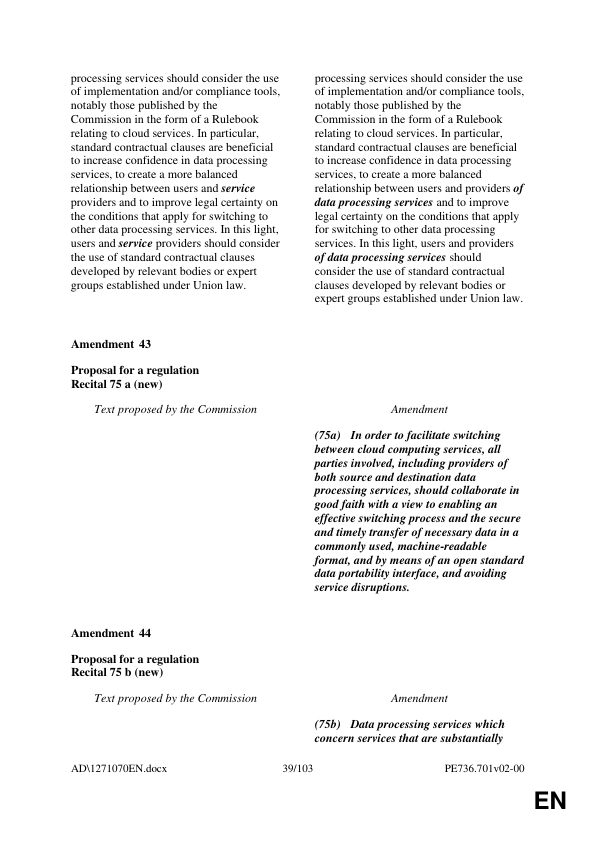 processing services should consider the use
of implementation and/or compliance tools,
notably those published by the
Commission in the form of a Rulebook
relating to cloud services. In particular,
standard contractual clauses are beneficial
to increase confidence in data processing
services, to create a more balanced
relationship between users and service
providers and to improve legal certainty on
the conditions that apply for switching to
other data processing services. In this light,
users and service providers should consider
the use of standard contractual clauses
developed by relevant bodies or expert
groups established under Union law.
processing services should consider the use
of implementation and/or compliance tools,
notably those published by the
Commission in the form of a Rulebook
relating to cloud services. In particular,
standard contractual clauses are beneficial
to increase confidence in data processing
services, to create a more balanced
relationship between users and providers of
data processing services and to improve
legal certainty on the conditions that apply
for switching to other data processing
services. In this light, users and providers
of data processing services should
consider the use of standard contractual
clauses developed by relevant bodies or
expert groups established under Union law.
Amendment 43
Proposal for a regulation
Recital 75 a (new)
Text proposed by the Commission
Amendment
(75a) In order to facilitate switching
between cloud computing services, all
parties involved, including providers of
both source and destination data
processing services, should collaborate in
good faith with a view to enabling an
effective switching process and the secure
and timely transfer of necessary data in a
commonly used, machine-readable
format, and by means of an open standard
data portability interface, and avoiding
service disruptions.
Amendment 44
Proposal for a regulation
Recital 75 b (new)
Text proposed by the Commission
Amendment
(75b) Data processing services which
concern services that are substantially
AD\1271070EN.docx
39/103
PE736.701v02-00
EN